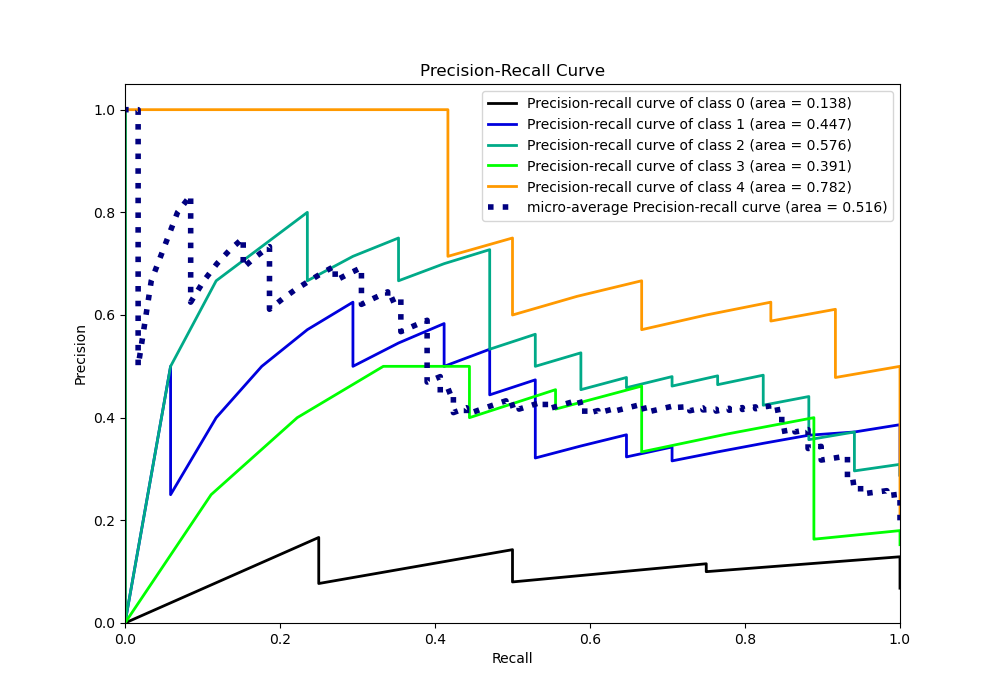 Precision-Recall Curve
Precision-recall curve of class 0 (area = 0.138)
Precision-recall curve of class 1 (area = 0.447)
Precision-recall curve of class 2 (area = 0.576)
Precision-recall curve of class 3 (area = 0.391)
Precision-recall curve of class 4 (area = 0.782)
micro-average Precision-recall curve (area = 0.516)
Precision
1.0
0.8
0.6
0.4
0.2
0.0
0.0 0.2 0.4 0.6 0.8 1.0
Recall